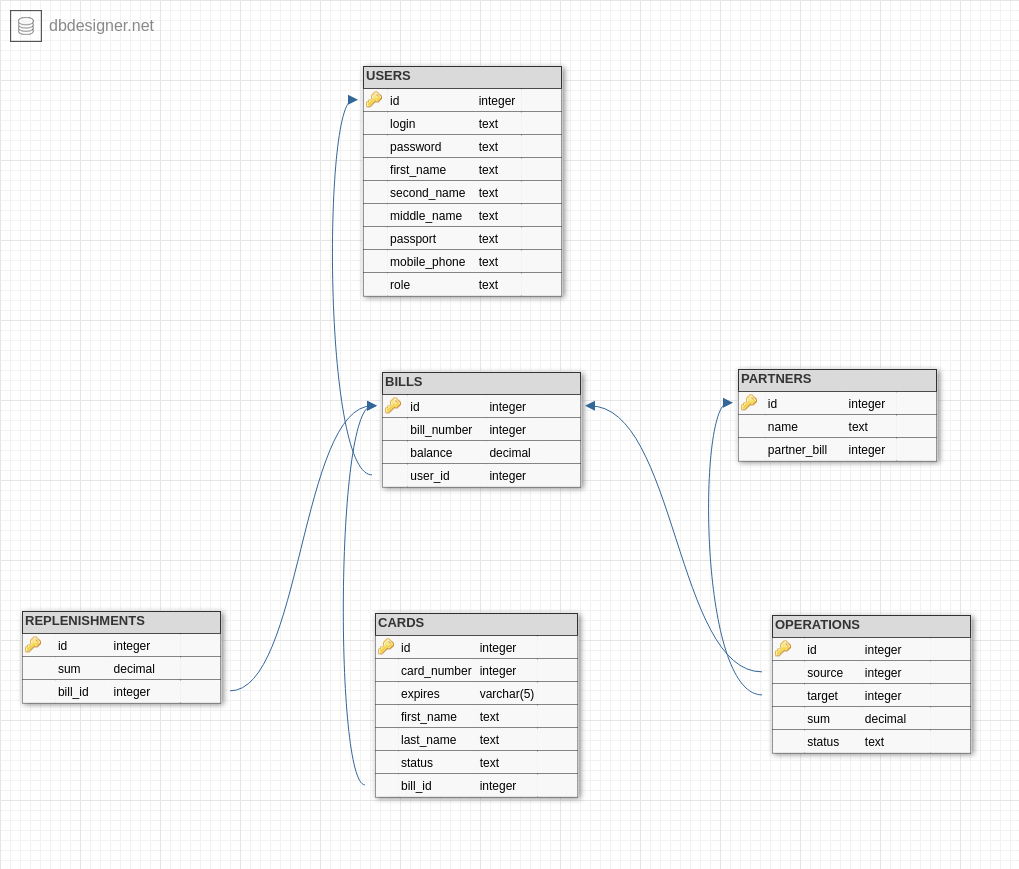 dbdesigner.net
USERS
id integer
login text
password text
first_name text
second_name text
middle_name text
passport text
mobile_phone text
role text
BILLS
id integer
bill_number integer
balance decimal
user_id integer
PARTNERS
id integer
name text
partner_bill integer
REPLENISHMENTS
id integer
sum decimal
bill_id integer
CARDS
id integer
card_number integer
expires varchar(5)
first_name text
last_name text
status text
bill_id integer
OPERATIONS
id integer
source integer
target integer
sum decimal
status text